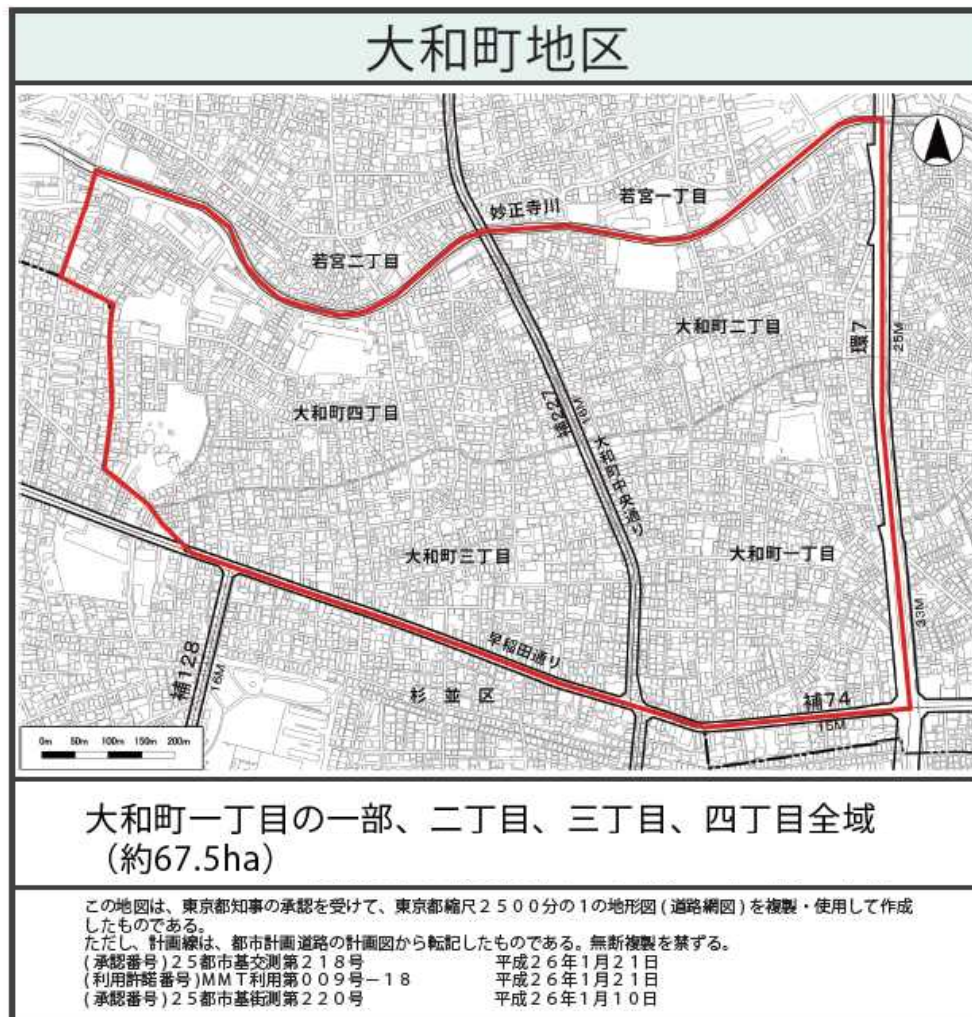 大和町地区
若宮一丁目
妙正寺川
若宮二丁目
大和町二丁目
環7
25M
大和町四丁目
補227
16M
大和町中央通り
大和町三丁目
大和町一丁目
33M
早稲田通り
補128
16M
杉並区
補74
15M
0m 50m 100m 150m 200m
大和町一丁目の一部、二丁目、三丁目、四丁目全域
（約67.5ha）
この地図は、東京都知事の承認を受けて、東京都縮尺２５００分の１の地形図(道路網図)を複製・使用して作成
したものである。
ただし、計画線は、都市計画道路の計画図から転記したものである。無断複製を禁ずる。
(承認番号)２５都市基交測第２１８号 平成２６年１月２１日
(利用許諾番号)ＭＭＴ利用第００９号－１８ 平成２６年１月２１日
(承認番号)２５都市基街測第２２０号 平成２６年１月１０日